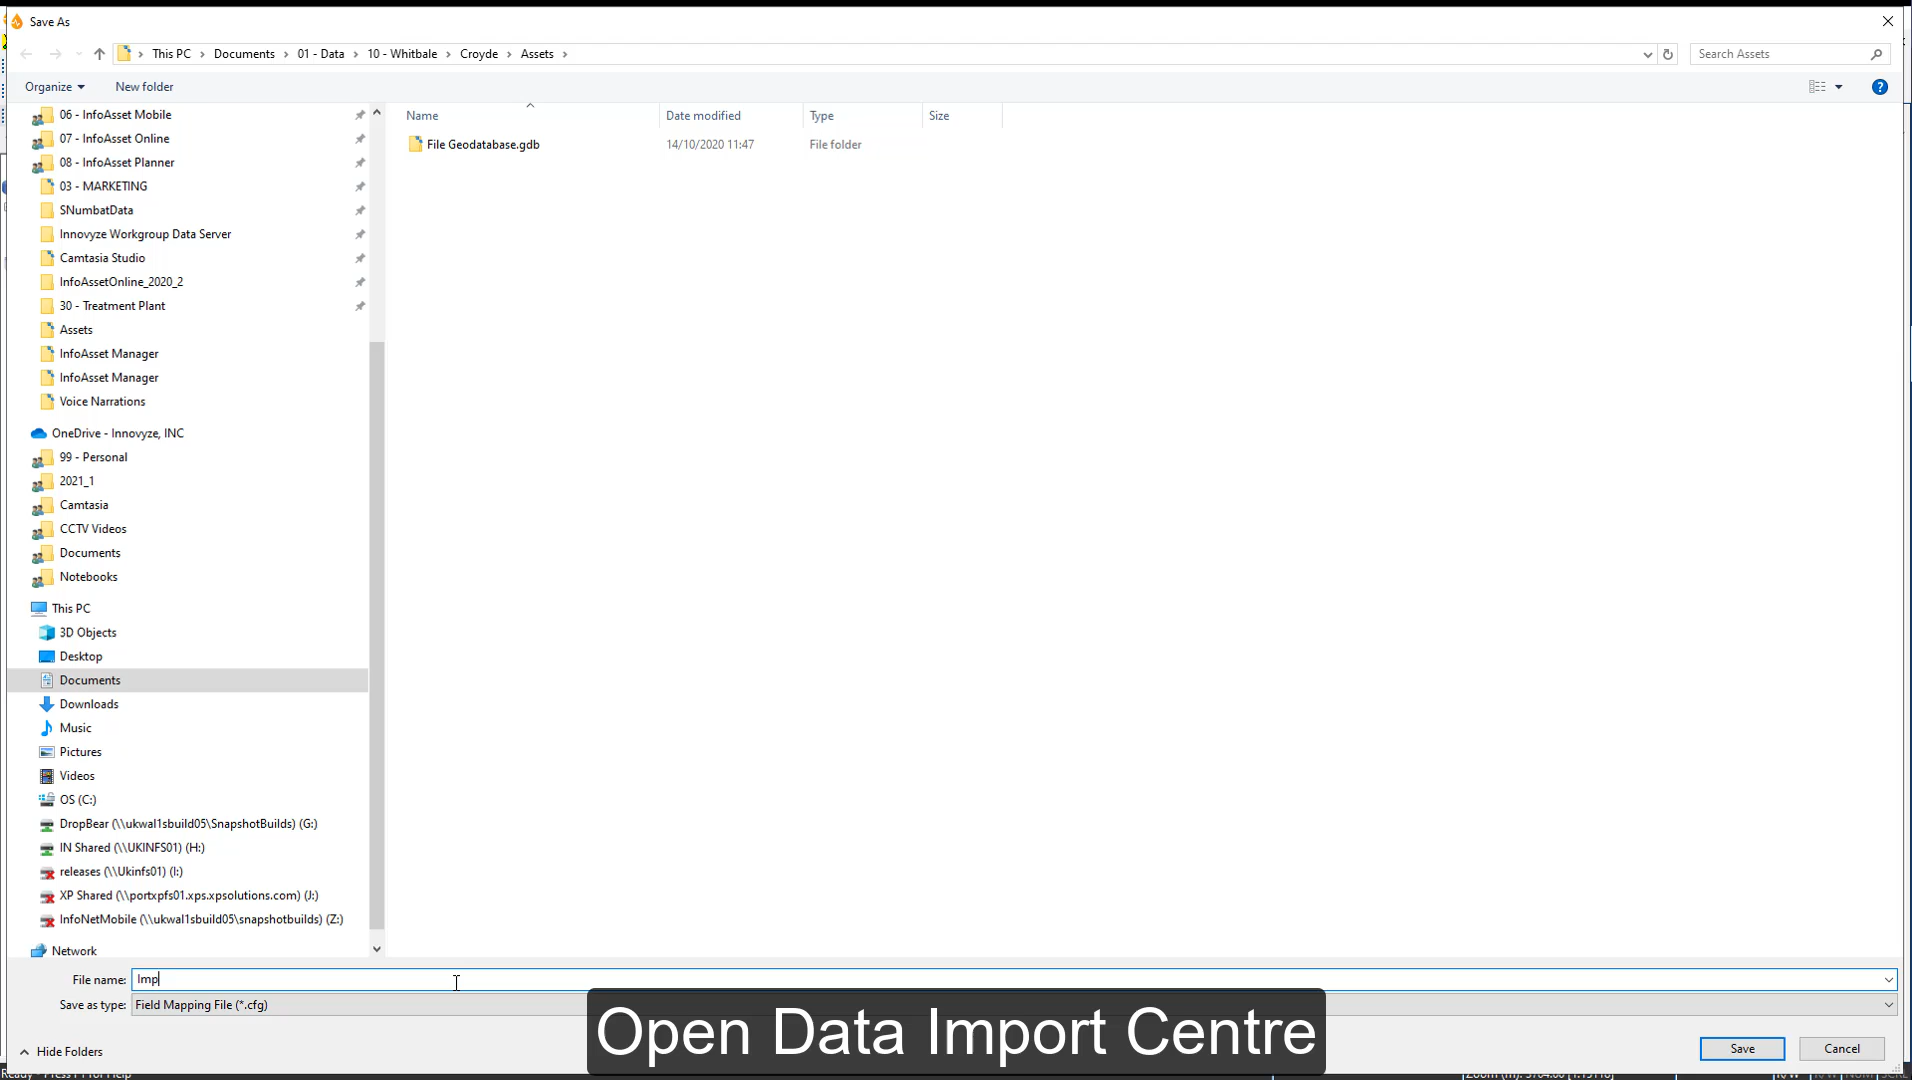 Save As
This PC › Documents › 01 - Data › 10 - Whitbale › Croyde › Assets ›
Search Assets
Organize
New folder
Name
Date modified
Type
Size
File Geodatabase.gdb
14/10/2020 11:47
File folder
06 - InfoAsset Mobile
07 - InfoAsset Online
08 - InfoAsset Planner
03 - MARKETING
SNumbatData
Innovyze Workgroup Data Server
Camtasia Studio
InfoAssetOnline_2020_2
30 - Treatment Plant
Assets
InfoAsset Manager
InfoAsset Manager
Voice Narrations
OneDrive - Innovyze, INC
99 - Personal
2021_1
Camtasia
CCTV Videos
Documents
Notebooks
This PC
3D Objects
Desktop
Documents
Downloads
Music
Pictures
Videos
OS (C:)
DropBear (\\ukwal1sbuild05\SnapshotBuilds) (G:)
IN Shared (\\UKINFS01) (H:)
releases (\\Ukinfs01) (I:)
XP Shared (\\portxpfs01.xps.xpsolutions.com) (J:)
InfoNetMobile (\\ukwal1sbuild05\snapshotbuilds) (Z:)
Network
File name: Imp
Save as type: Field Mapping File (*.cfg)
Open Data Import Centre
Hide Folders
Save
Cancel